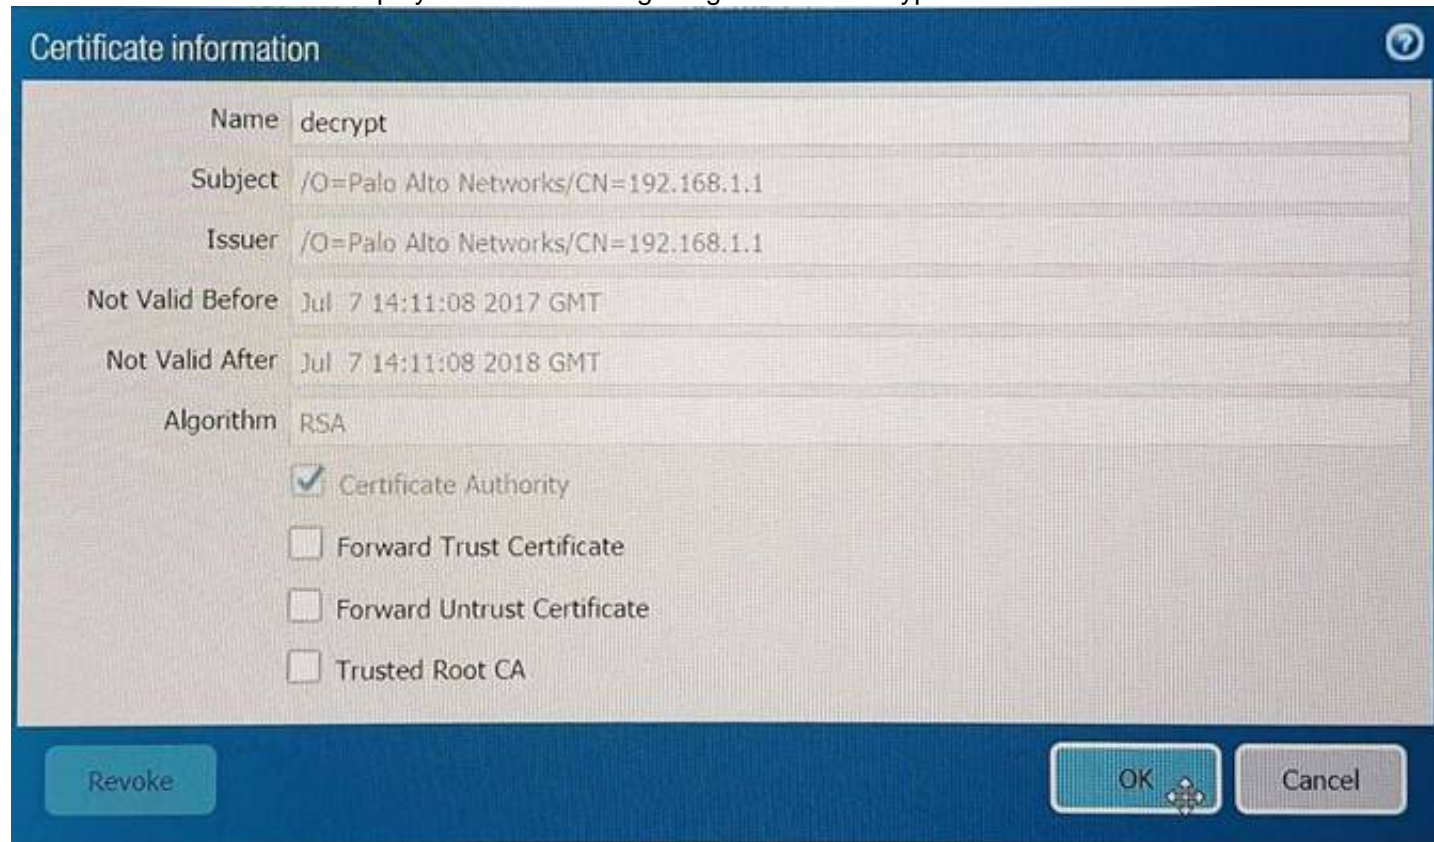 Certificate information
Name decrypt
Subject /O=Palo Alto Networks/CN=192.168.1.1
Issuer /O=Palo Alto Networks/CN=192.168.1.1
Not Valid Before Jul 7 14:11:08 2017 GMT
Not Valid After Jul 7 14:11:08 2018 GMT
Algorithm RSA
Certificate Authority
Forward Trust Certificate
Forward Untrust Certificate
Trusted Root CA
Revoke OK Cancel